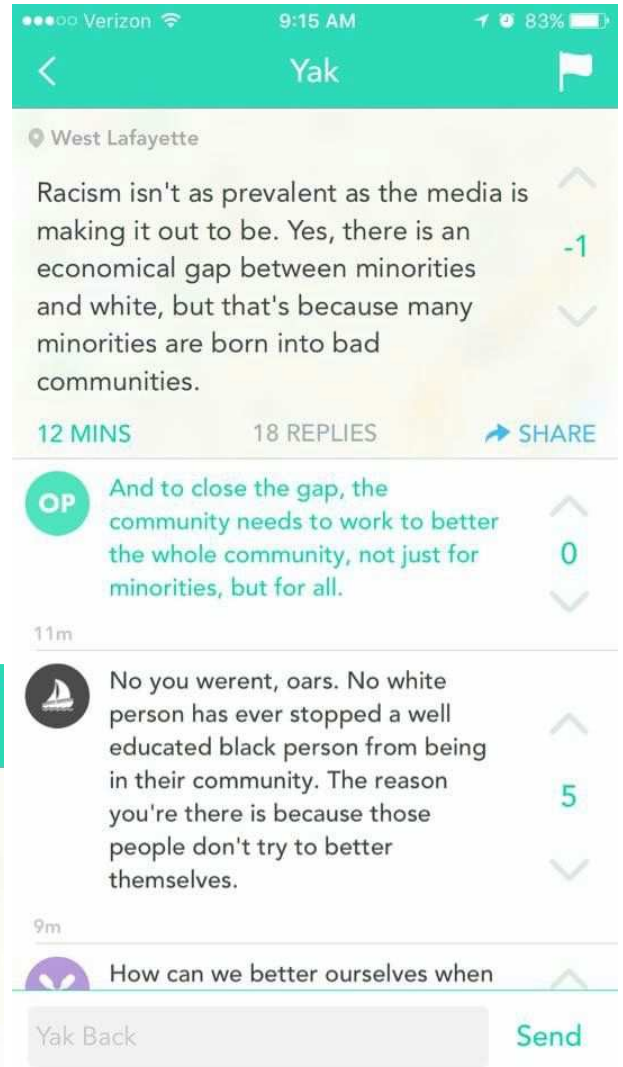 Verizon 9:15 AM 83%
Yak
West Lafayette
Racism isn't as prevalent as the media is
making it out to be. Yes, there is an
economical gap between minorities
and white, but that's because many
minorities are born into bad
communities.
-1
12 MINS 18 REPLIES SHARE
OP
And to close the gap, the
community needs to work to better
the whole community, not just for
minorities, but for all.
0
11m
No you werent, oars. No white
person has ever stopped a well
educated black person from being
in their community. The reason
you're there is because those
people don't try to better
themselves.
5
9m
How can we better ourselves when
Yak Back Send